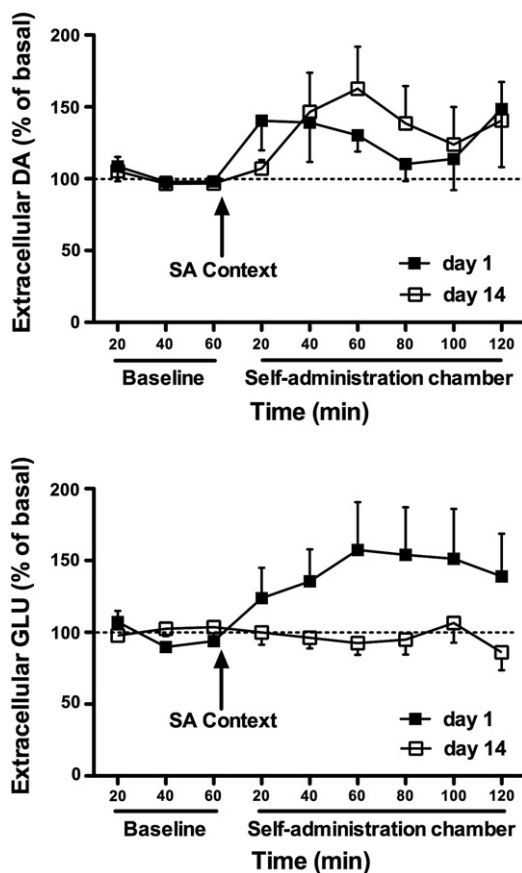 Extracellular DA (% of basal)
200
150
100
50
0
SA Context
day 1
day 14
20 40 60 20 40 60 80 100 120
Baseline Self-administration chamber
Time (min)
Extracellular GLU (% of basal)
200
150
100
50
0
SA Context
day 1
day 14
20 40 60 20 40 60 80 100 120
Baseline Self-administration chamber
Time (min)